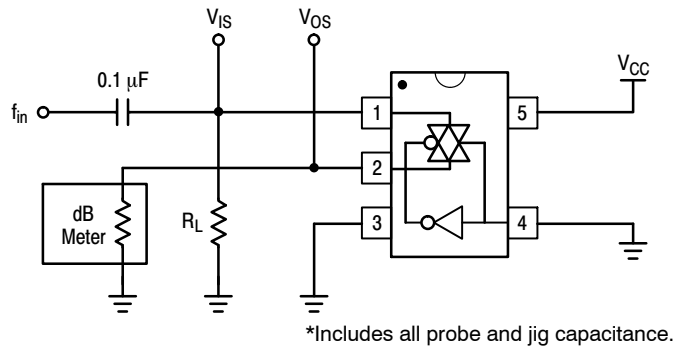 V_IS V_OS
V_CC
0.1 μF
f_in
1 5
2
dB
Meter
R_L
3 4
*Includes all probe and jig capacitance.